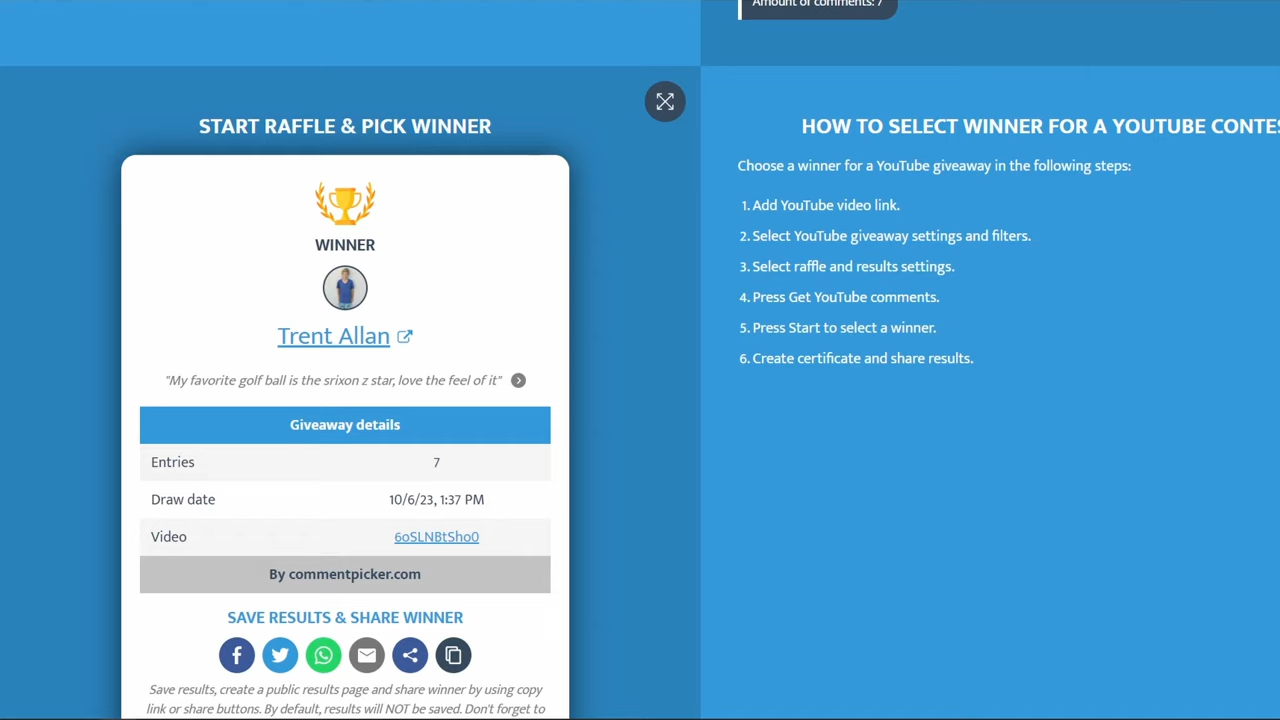 Amount of comments: 7
START RAFFLE & PICK WINNER
WINNER
Trent Allan
"My favorite golf ball is the srixon z star, love the feel of it"
Giveaway details
Entries 7
Draw date 10/6/23, 1:37 PM
Video 6oSLNBtSho0
By commentpicker.com
SAVE RESULTS & SHARE WINNER
Save results, create a public results page and share winner by using copy
link or share buttons. By default, results will NOT be saved. Don't forget to
HOW TO SELECT WINNER FOR A YOUTUBE CONTES
Choose a winner for a YouTube giveaway in the following steps:
1. Add YouTube video link.
2. Select YouTube giveaway settings and filters.
3. Select raffle and results settings.
4. Press Get YouTube comments.
5. Press Start to select a winner.
6. Create certificate and share results.